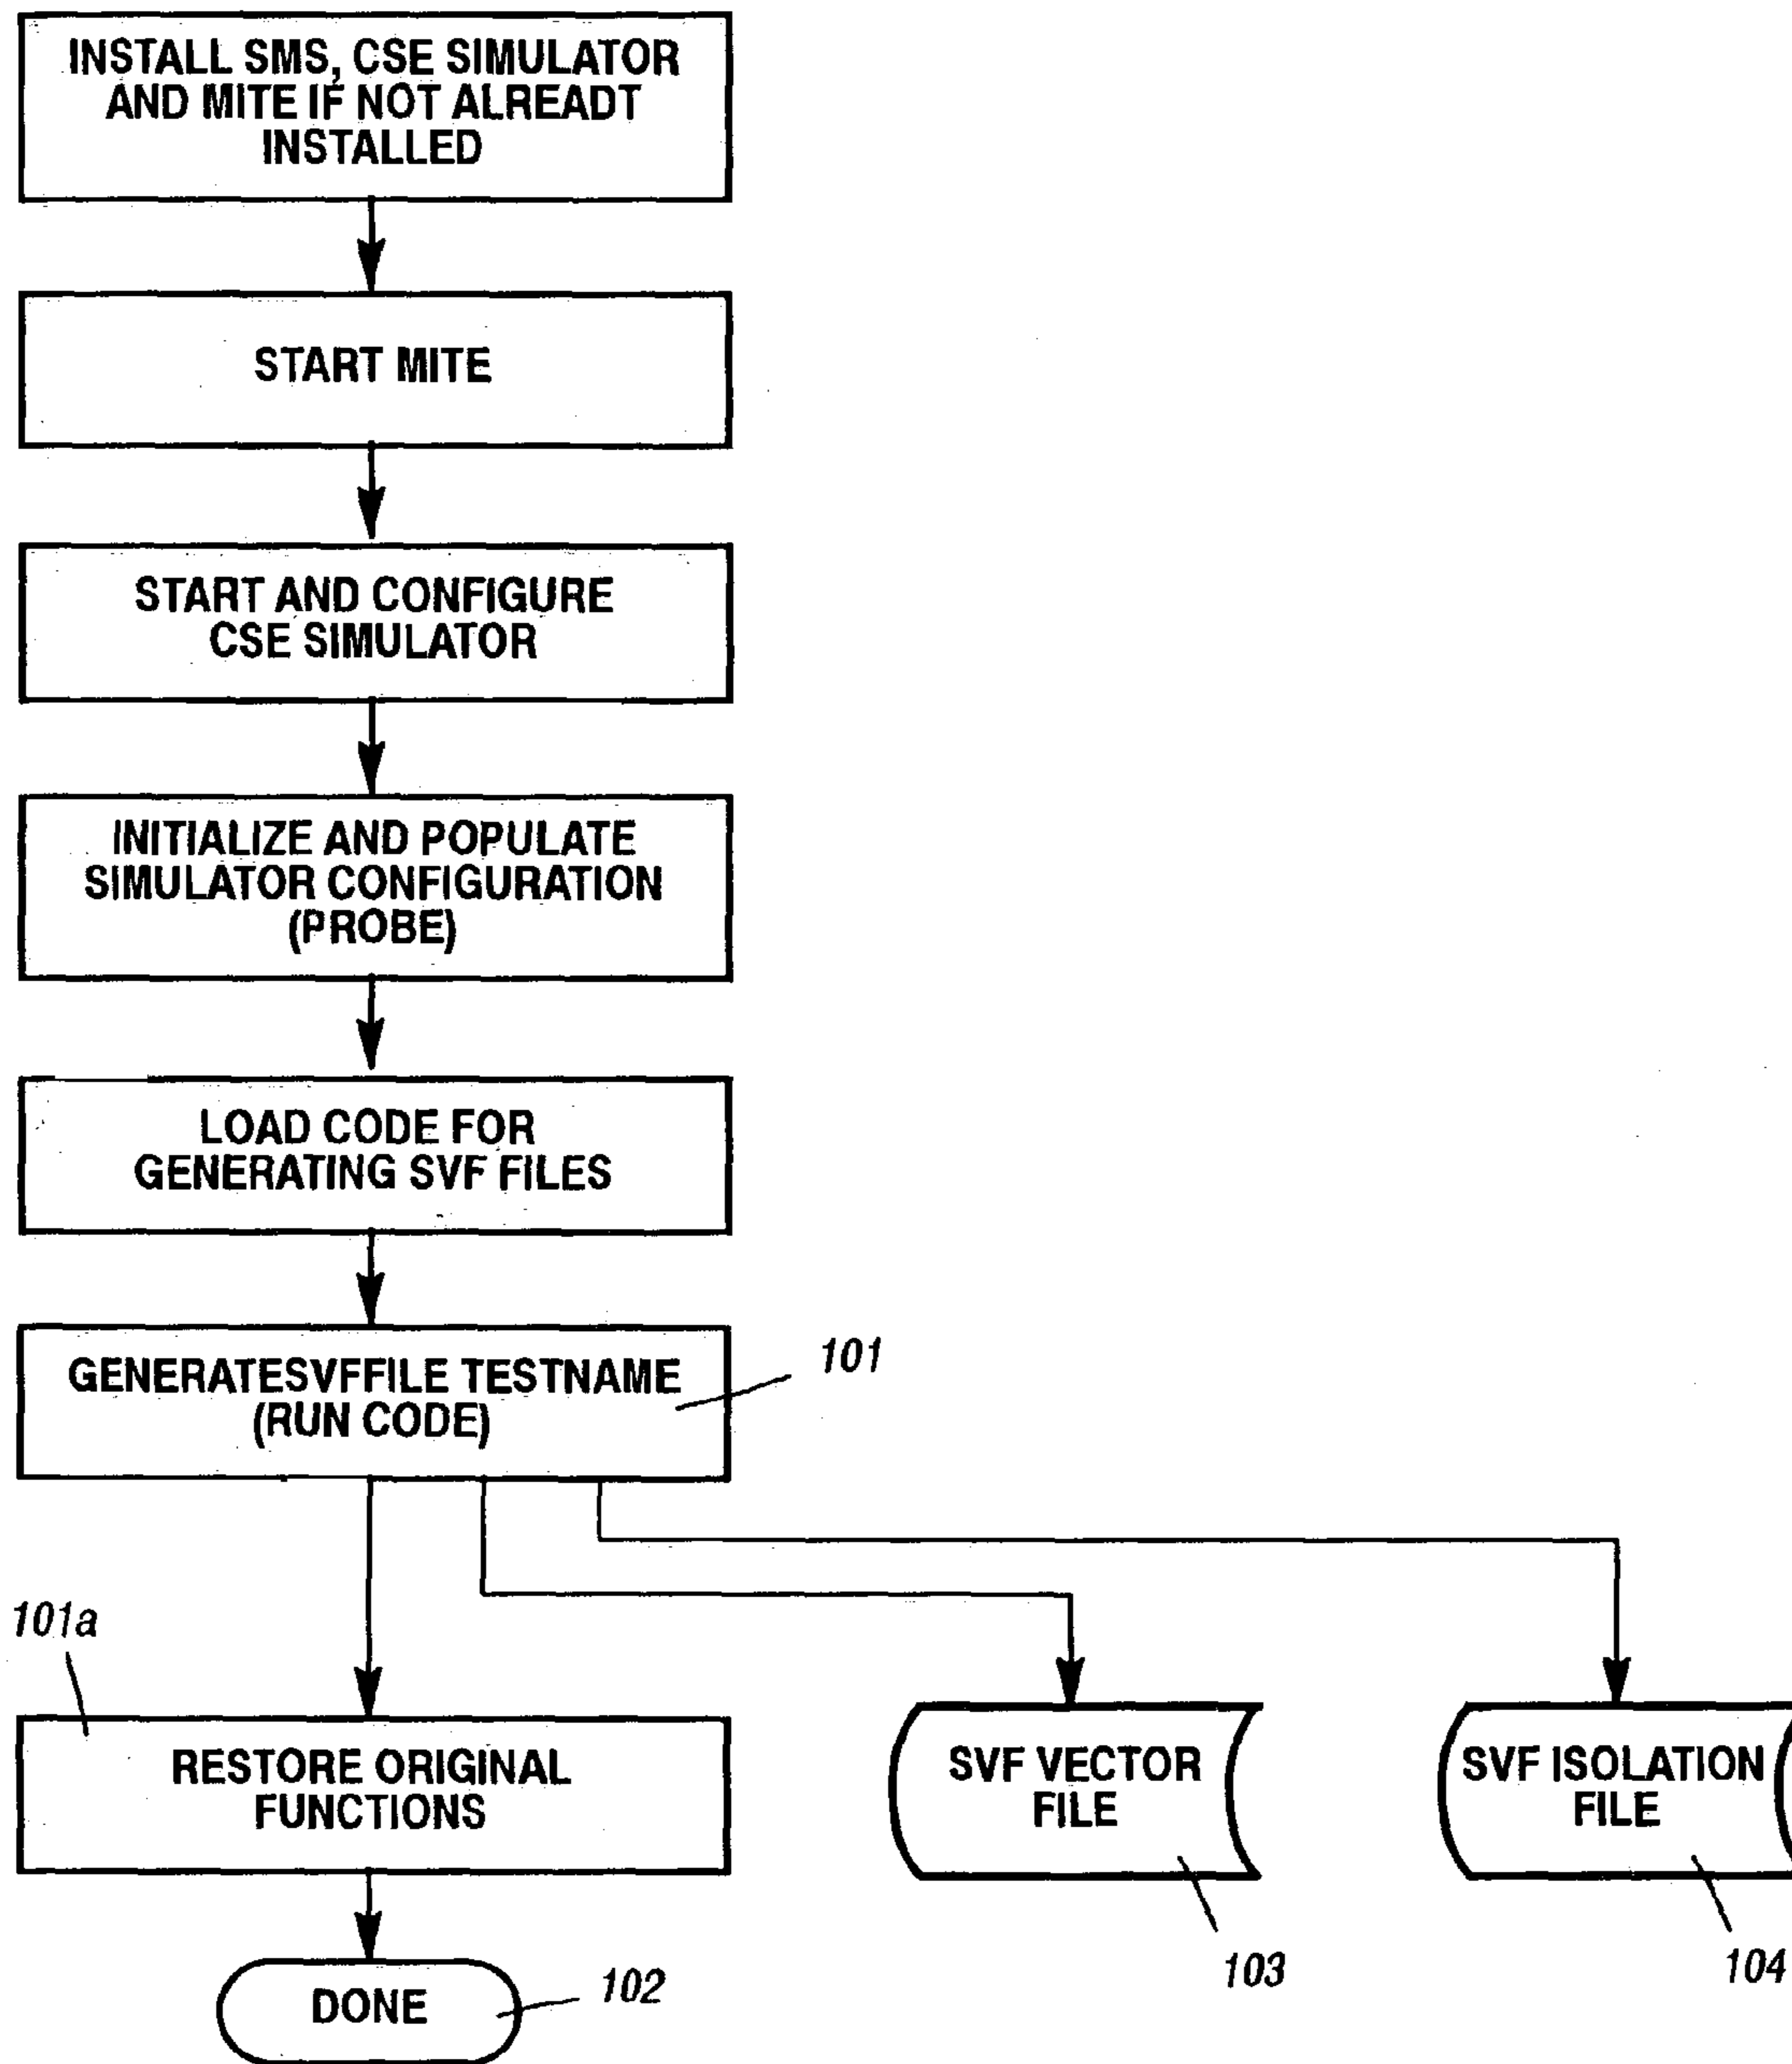 INSTALL SMS, CSE SIMULATOR
AND MITE IF NOT ALREADT
INSTALLED
START MITE
START AND CONFIGURE
CSE SIMULATOR
INITIALIZE AND POPULATE
SIMULATOR CONFIGURATION
(PROBE)
LOAD CODE FOR
GENERATING SVF FILES
GENERATESVFFILE TESTNAME
(RUN CODE)
101
101a
RESTORE ORIGINAL
FUNCTIONS
SVF VECTOR
FILE
SVF ISOLATION
FILE
103
104
DONE
102